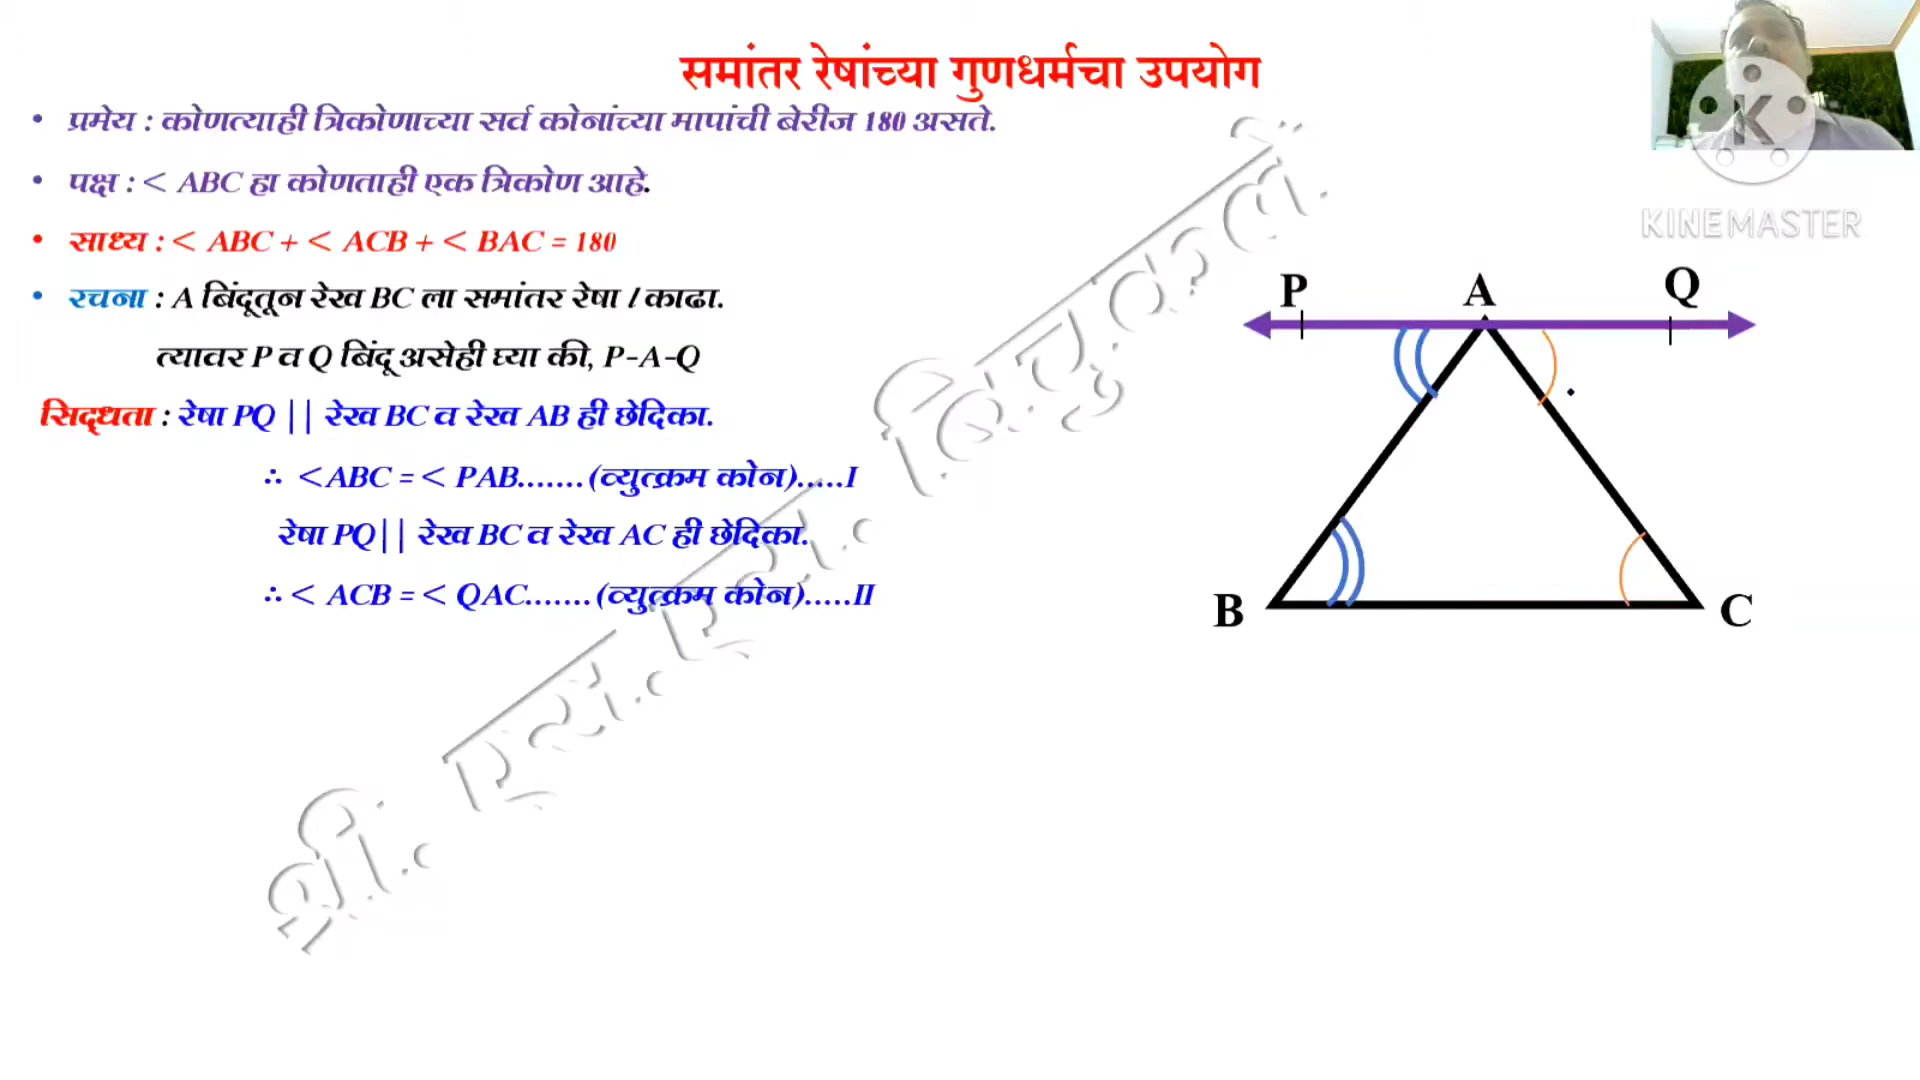 समांतर रेषांच्या गुणधर्मचा उपयोग
• प्रमेय : कोणत्याही त्रिकोणाच्या सर्व कोनांच्या मापांची बेरीज 180 असते.
• पक्ष : < ABC हा कोणताही एक त्रिकोण आहे.
• साध्य : < ABC + < ACB + < BAC = 180
• रचना : A बिंदूतून रेख BC ला समांतर रेषा l काढा.
त्यावर P व Q बिंदू असेही घ्या की, P-A-Q
सिद्धता : रेषा PQ || रेख BC व रेख AB ही छेदिका.
∴ <ABC = < PAB.......(व्युत्क्रम कोन).....I
रेषा PQ|| रेख BC व रेख AC ही छेदिका.
∴ < ACB = < QAC.......(व्युत्क्रम कोन).....II
K
KINEMASTER
P A Q
B C
श्री. एस.एस.